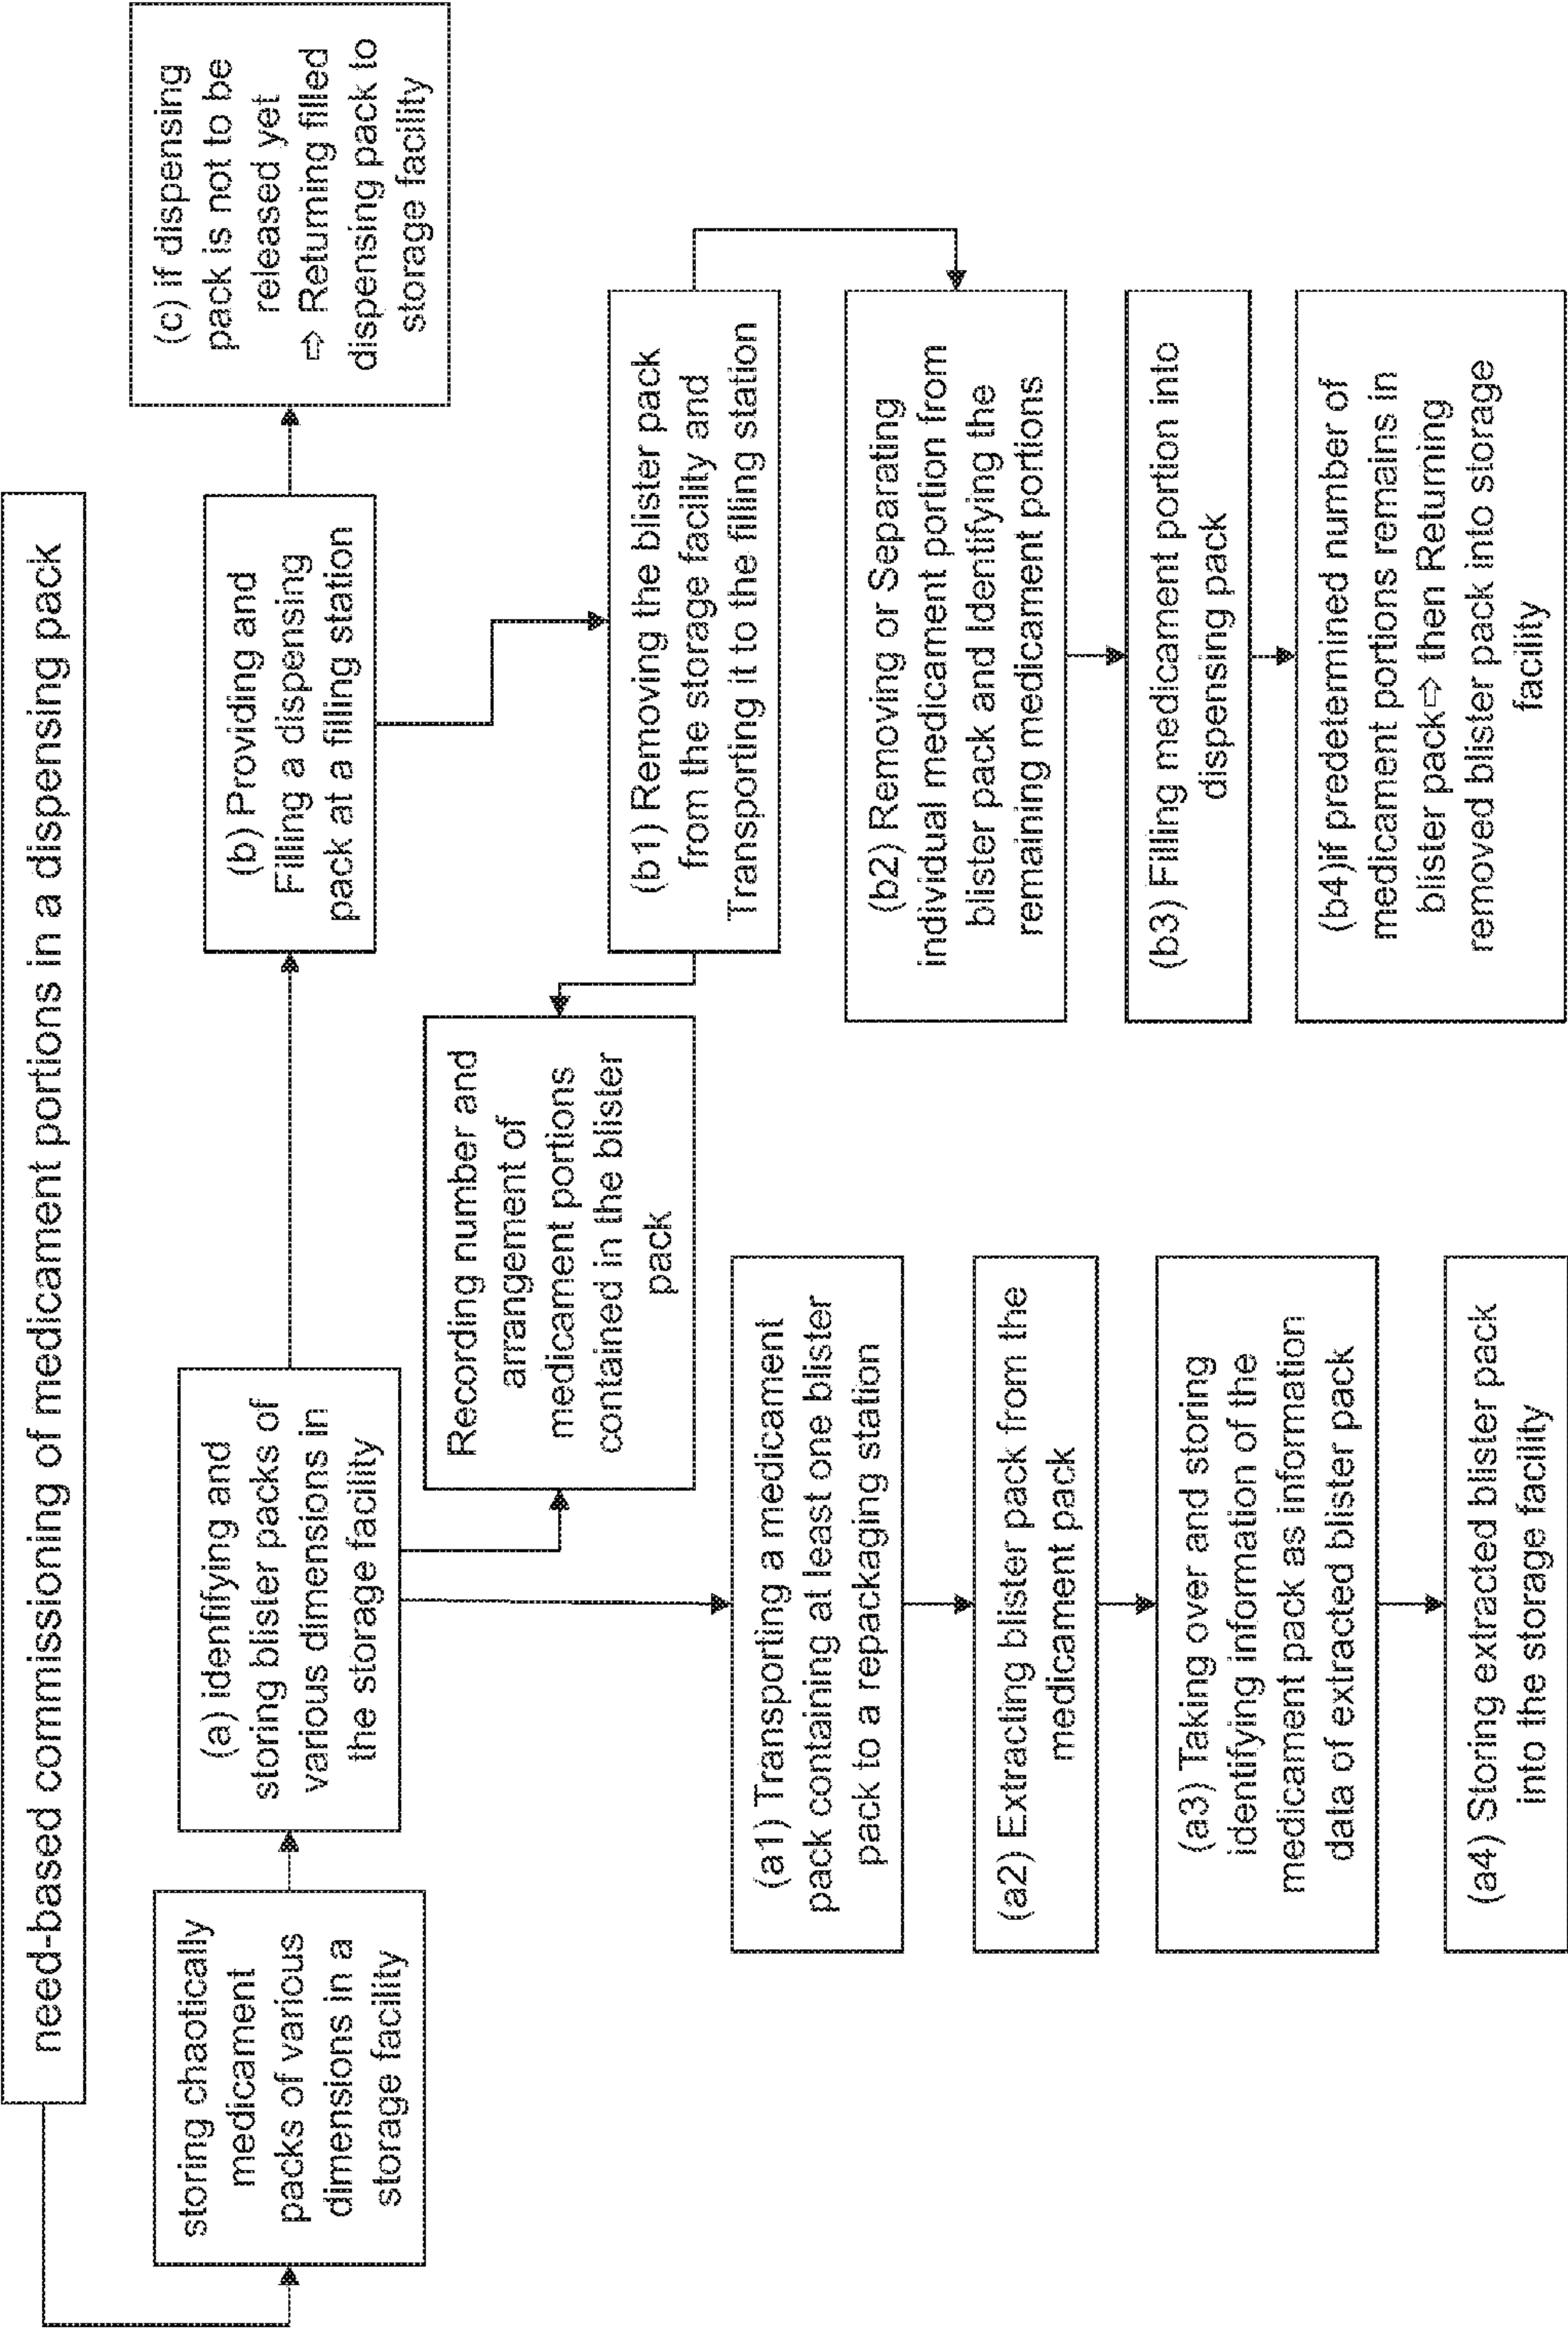 need-based commissioning of medicament portions in a dispensing pack
storing chaotically
medicament
packs of various
dimensions in a
storage facility
(a) identifying and
storing blister packs of
various dimensions in
the storage facility
(b) Providing and
Filling a dispensing
pack at a filling station
(c) if dispensing
pack is not to be
released yet
⇨ Returning filled
dispensing pack to
storage facility
Recording number and
arrangement of
medicament portions
contained in the blister
pack
(a1) Transporting a medicament
pack containing at least one blister
pack to a repackaging station
(a2) Extracting blister pack from the
medicament pack
(a3) Taking over and storing
identifying information of the
medicament pack as information
data of extracted blister pack
(a4) Storing extracted blister pack
into the storage facility
(b1) Removing the blister pack
from the storage facility and
Transporting it to the filling station
(b2) Removing or Separating
individual medicament portion from
blister pack and Identifying the
remaining medicament portions
(b3) Filling medicament portion into
dispensing pack
(b4)if predetermined number of
medicament portions remains in
blister pack⇨ then Returning
removed blister pack into storage
facility